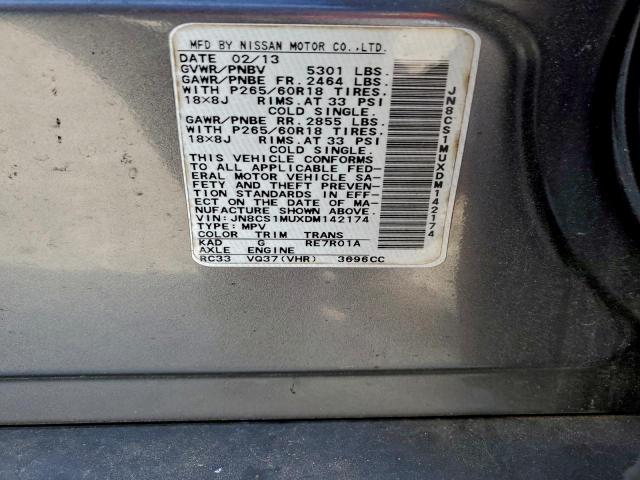 MFD BY NISSAN MOTOR CO.,LTD.
DATE 02/13
GVWR/PNBV 5301 LBS.
GAWR/PNBE FR. 2464 LBS.
WITH P265/60R18 TIRES.
18×8J RIMS.AT 33 PSI
COLD SINGLE.
GAWR/PNBE RR. 2855 LBS.
WITH P265/60R18 TIRES.
18×8J RIMS.AT 33 PSI
COLD SINGLE.
THIS VEHICLE CONFORMS
TO ALL APPLICABLE FED-
ERAL MOTOR VEHICLE SA-
FETY AND THEFT PREVEN-
TION STANDARDS IN EFF-
ECT ON THE DATE OF MA-
NUFACTURE SHOWN ABOVE.
VIN:JN8CS1MUXDM142174
TYPE: MPV
COLOR TRIM TRANS
KAD G RE7R01A
AXLE ENGINE
RC33 VQ37(VHR) 3696CC
JN8CS1MUXDM142174